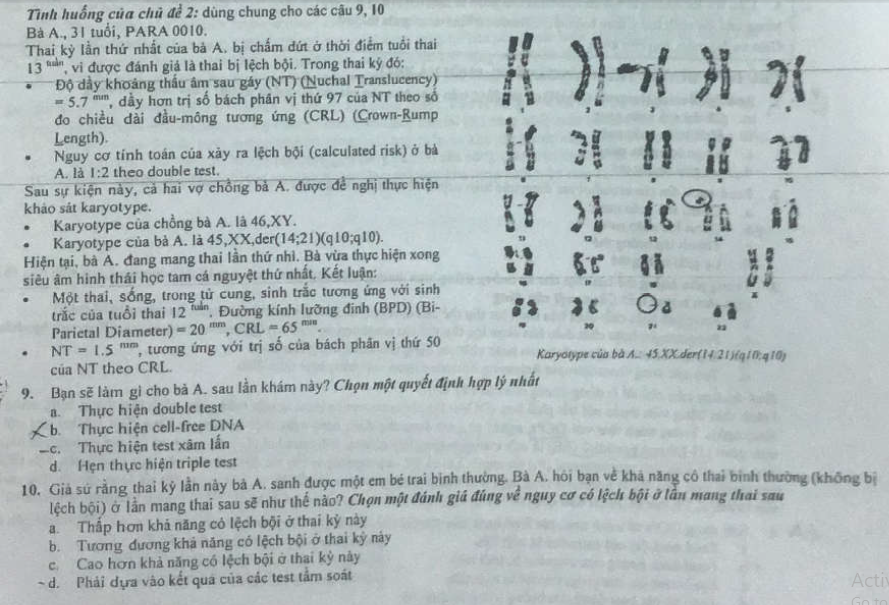 Tình huống của chủ đề 2: dùng chung cho các câu 9, 10
Bà A., 31 tuổi, PARA 0010.
Thai kỳ lần thứ nhất của bà A. bị chấm dứt ở thời điểm tuổi thai
13 tuần, vì được đánh giá là thai bị lệch bội. Trong thai kỳ đó:
• Độ dầy khoảng thấu âm sau gáy (NT) (Nuchal Translucency)
= 5.7 mm, dầy hơn trị số bách phân vị thứ 97 của NT theo số
đo chiều dài đầu-mông tương ứng (CRL) (Crown-Rump
Length).
• Nguy cơ tính toán của xảy ra lệch bội (calculated risk) ở bà
A. là 1:2 theo double test.
Sau sự kiện này, cả hai vợ chồng bà A. được đề nghị thực hiện
khảo sát karyotype.
• Karyotype của chồng bà A. là 46,XY.
• Karyotype của bà A. là 45,XX,der(14;21)(q10;q10).
Hiện tại, bà A. đang mang thai lần thứ nhì. Bà vừa thực hiện xong
siêu âm hình thái học tam cá nguyệt thứ nhất. Kết luận:
• Một thai, sống, trong tử cung, sinh trắc tương ứng với sinh
trắc của tuổi thai 12 tuần. Đường kính lưỡng đỉnh (BPD) (Bi-
Parietal Diameter) = 20 mm, CRL = 65 mm.
• NT = 1.5 mm, tương ứng với trị số của bách phân vị thứ 50
của NT theo CRL.
Karyotype của bà A.: 45,XX,der(14;21)(q10;q10)
9. Bạn sẽ làm gì cho bà A. sau lần khám này? Chọn một quyết định hợp lý nhất
a. Thực hiện double test
b. Thực hiện cell-free DNA
c. Thực hiện test xâm lấn
d. Hẹn thực hiện triple test
10. Giả sử rằng thai kỳ lần này bà A. sanh được một em bé trai bình thường. Bà A. hỏi bạn về khả năng có thai bình thường (không bị
lệch bội) ở lần mang thai sau sẽ như thế nào? Chọn một đánh giá đúng về nguy cơ có lệch bội ở lần mang thai sau
a. Thấp hơn khả năng có lệch bội ở thai kỳ này
b. Tương đương khả năng có lệch bội ở thai kỳ này
c. Cao hơn khả năng có lệch bội ở thai kỳ này
d. Phải dựa vào kết quả của các test tầm soát